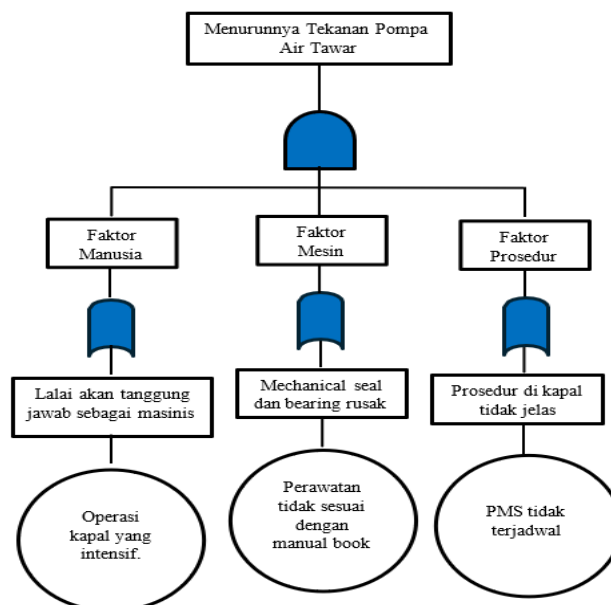 Menurunnya Tekanan Pompa
Air Tawar
Faktor
Manusia
Faktor
Mesin
Faktor
Prosedur
Lalai akan tanggung
jawab sebagai masinis
Mechanical seal
dan bearing rusak
Prosedur di kapal
tidak jelas
Operasi
kapal yang
intensif.
Perawatan
tidak sesuai
dengan
manual book
PMS tidak
terjadwal